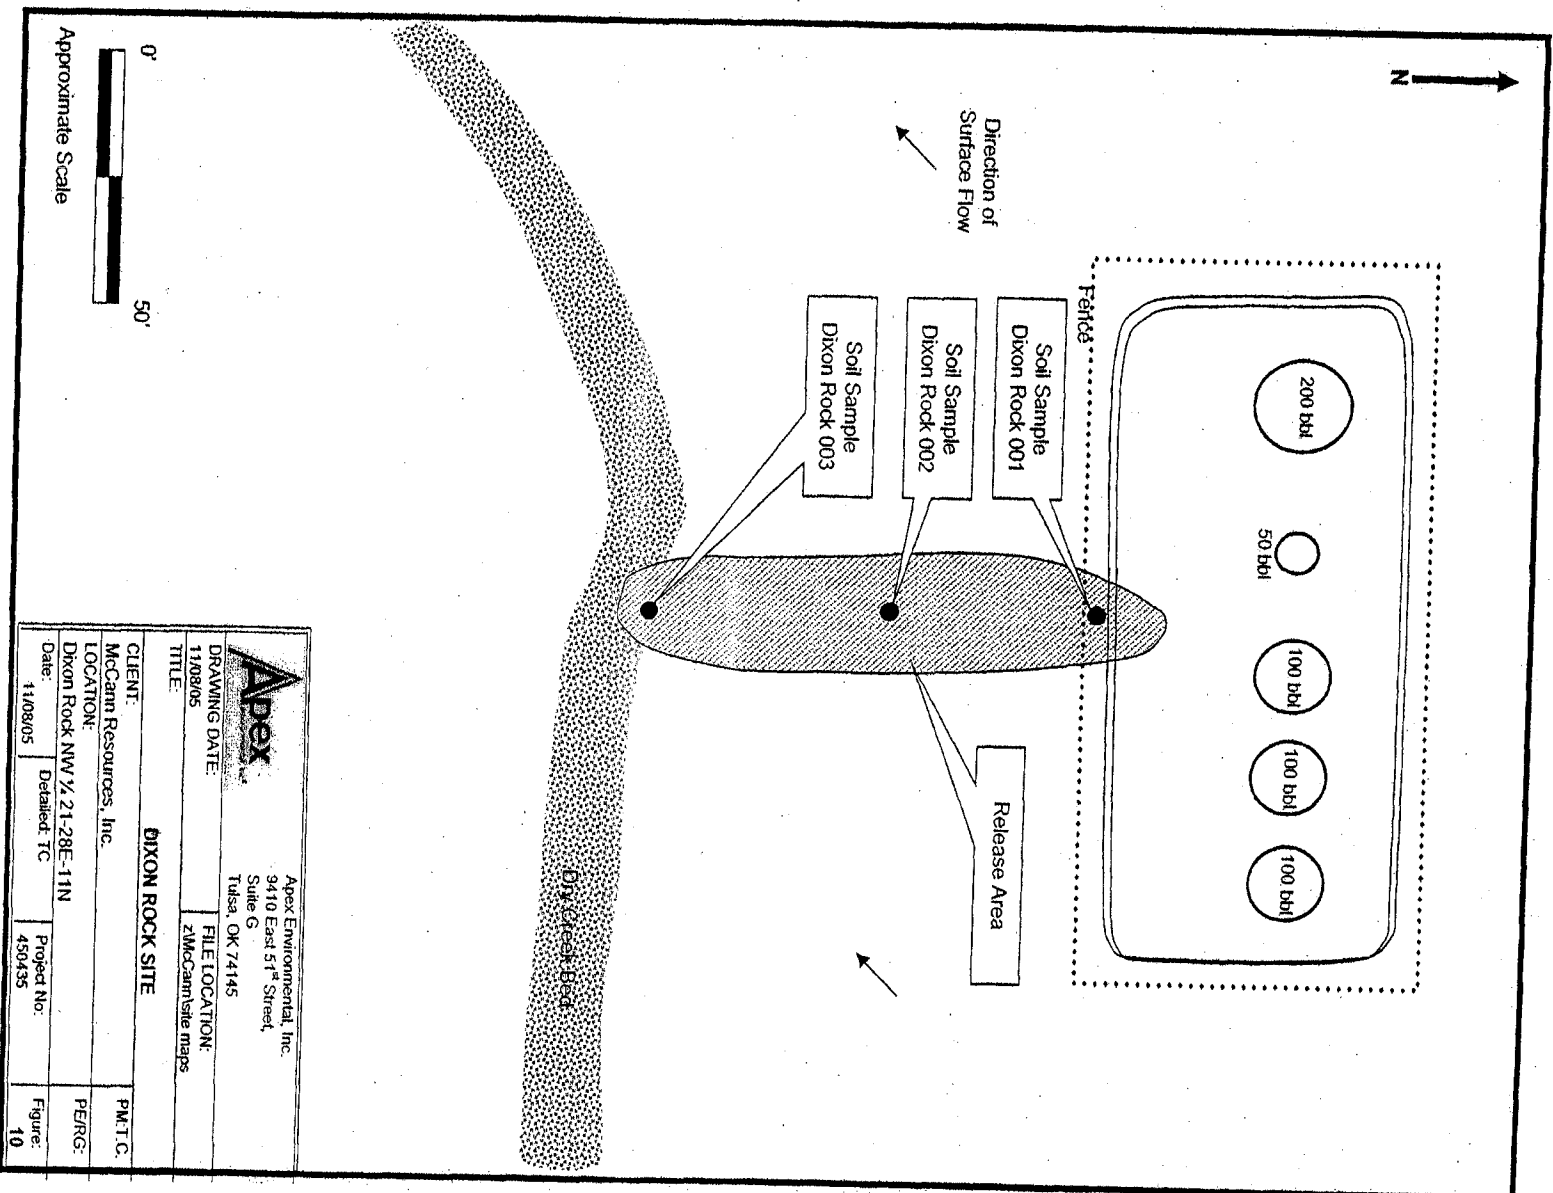 N
200 bbl
50 bbl
100 bbl
100 bbl
100 bbl
Fence
Direction of
Surface Flow
Soil Sample
Dixon Rock 001
Soil Sample
Dixon Rock 002
Soil Sample
Dixon Rock 003
Release Area
Dry Creek Bed
0'
50'
Approximate Scale
Apex
Apex Environmental, Inc.
9410 East 51st Street,
Suite G
Tulsa, OK 74145
DRAWING DATE:
11/08/05
FILE LOCATION:
z\McCann\site maps
TITLE:
DIXON ROCK SITE
CLIENT:
McCann Resources, Inc.
PM:T.C.
LOCATION:
Dixon Rock NW ¼ 21-28E-11N
PE/RG:
Date:
11/08/05
Detailed: TC
Project No:
450435
Figure:
10